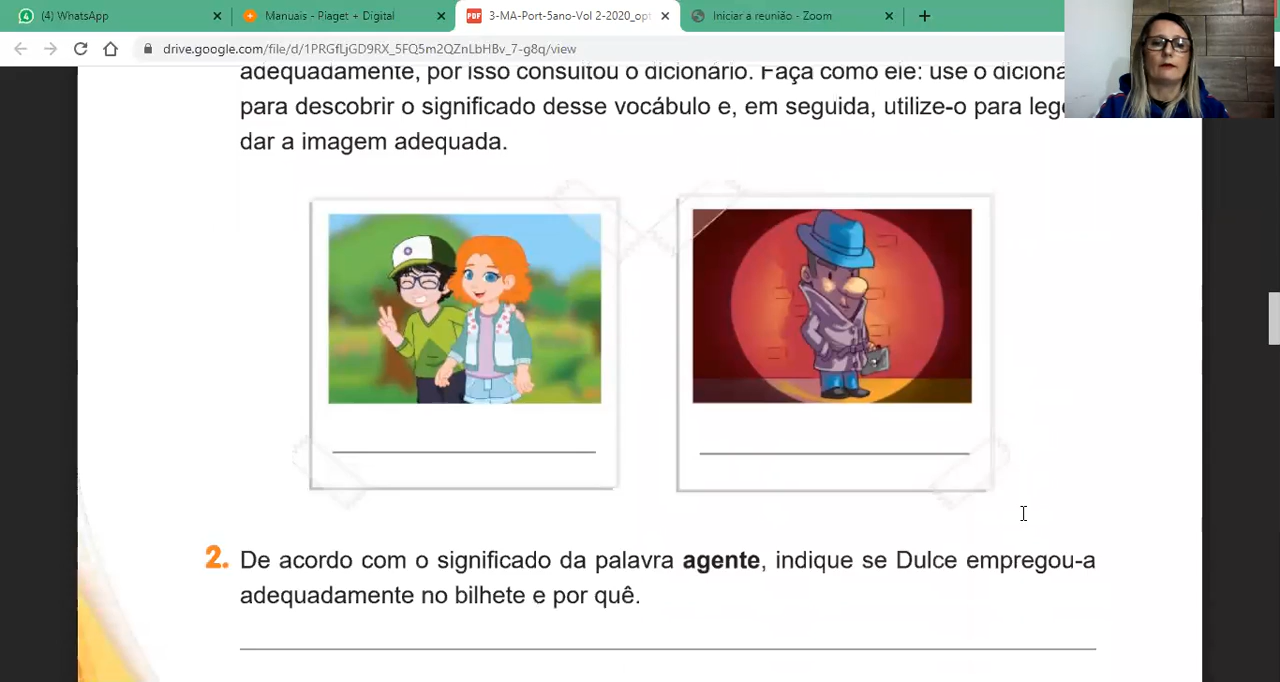 (4) WhatsApp
Manuais - Piaget + Digital
PDF 3-MA-Port-5ano-Vol 2-2020_opt
Iniciar a reunião - Zoom
drive.google.com/file/d/1PRGfLjGD9RX_5FQ5m2QZnLbHBv_7-g8q/view
adequadamente, por isso consultou o dicionário. Faça como ele: use o
para descobrir o significado desse vocábulo e, em seguida, utilize-o para
dar a imagem adequada.
2. De acordo com o significado da palavra agente, indique se Dulce empregou-a
adequadamente no bilhete e por quê.